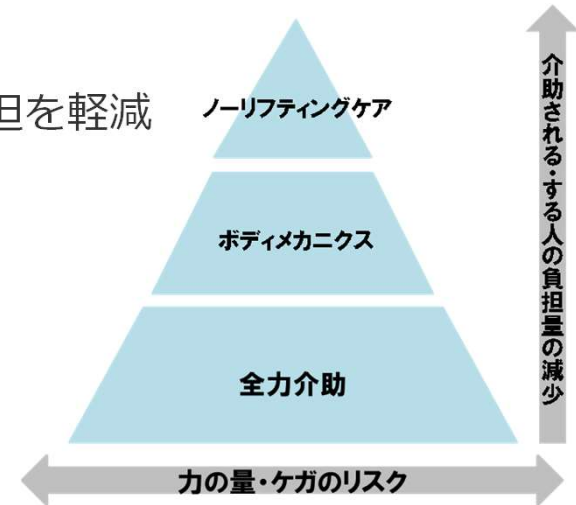 担を軽減
ノーリフティングケア
ボディメカニクス
全力介助
力の量・ケガのリスク
介助される・する人の負担量の減少